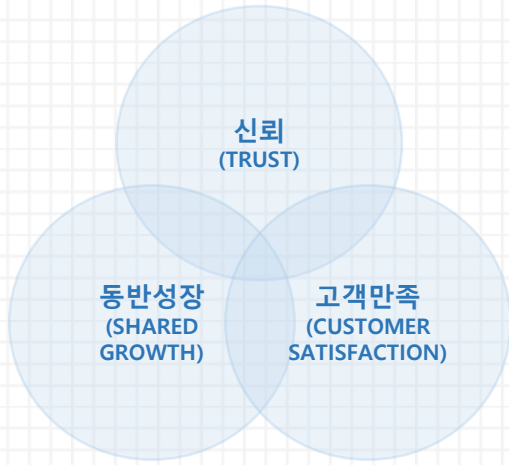 신뢰
(TRUST)
동반성장
(SHARED
GROWTH)
고객만족
(CUSTOMER
SATISFACTION)